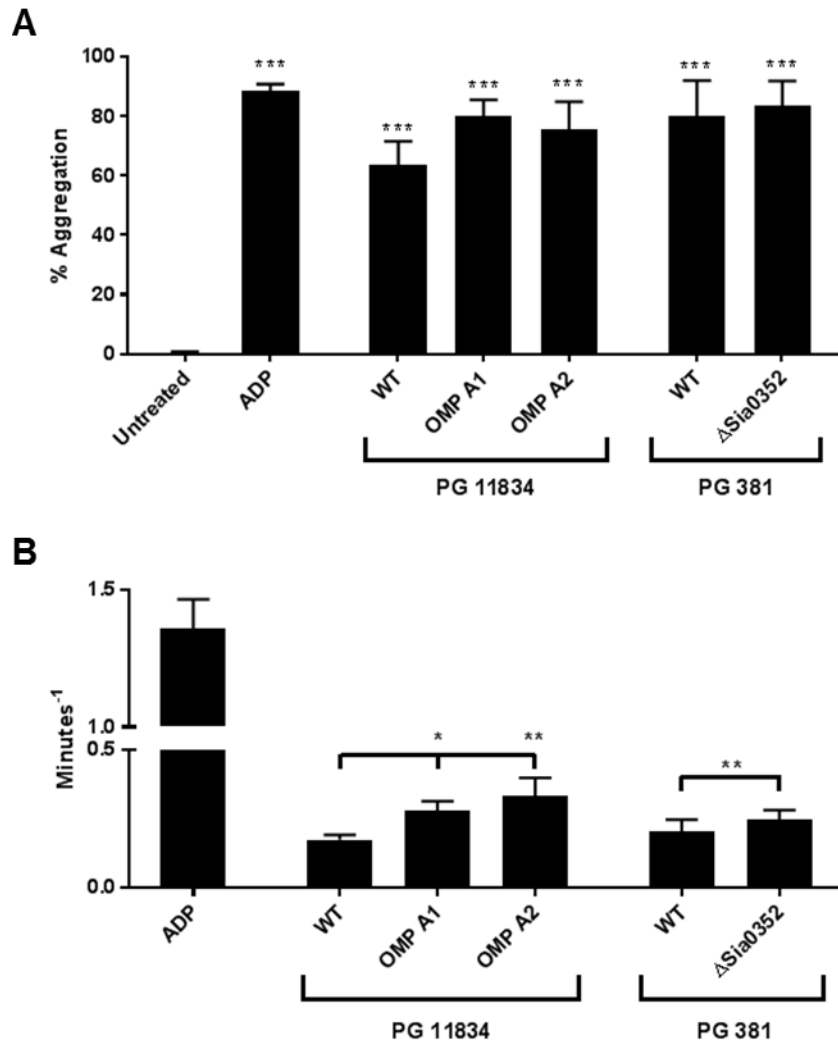 A
% Aggregation
100
80
60
40
20
0
***
***
***
***
***
***
Untreated
ADP
WT
OMP A1
OMP A2
WT
ΔSia0352
PG 11834
PG 381
B
Minutes-1
1.5
1.0
0.5
0.0
*
**
**
ADP
WT
OMP A1
OMP A2
WT
ΔSia0352
PG 11834
PG 381